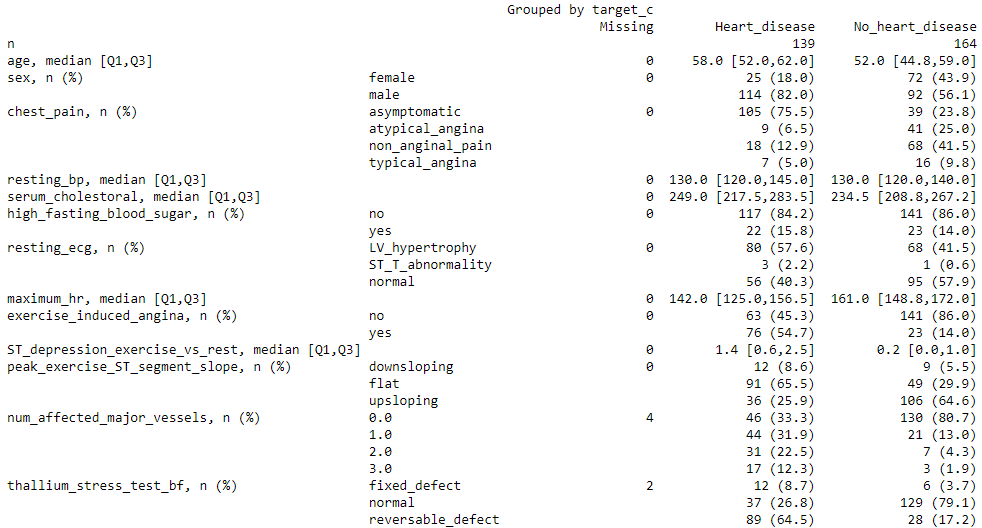 Grouped by target_c
Missing Heart_disease No_heart_disease
n 139 164
age, median [Q1,Q3] 0 58.0 [52.0,62.0] 52.0 [44.8,59.0]
sex, n (%) female 0 25 (18.0) 72 (43.9)
male 114 (82.0) 92 (56.1)
chest_pain, n (%) asymptomatic 0 105 (75.5) 39 (23.8)
atypical_angina 9 (6.5) 41 (25.0)
non_anginal_pain 18 (12.9) 68 (41.5)
typical_angina 7 (5.0) 16 (9.8)
resting_bp, median [Q1,Q3] 0 130.0 [120.0,145.0] 130.0 [120.0,140.0]
serum_cholestoral, median [Q1,Q3] 0 249.0 [217.5,283.5] 234.5 [208.8,267.2]
high_fasting_blood_sugar, n (%) no 0 117 (84.2) 141 (86.0)
yes 22 (15.8) 23 (14.0)
resting_ecg, n (%) LV_hypertrophy 0 80 (57.6) 68 (41.5)
ST_T_abnormality 3 (2.2) 1 (0.6)
normal 56 (40.3) 95 (57.9)
maximum_hr, median [Q1,Q3] 0 142.0 [125.0,156.5] 161.0 [148.8,172.0]
exercise_induced_angina, n (%) no 0 63 (45.3) 141 (86.0)
yes 76 (54.7) 23 (14.0)
ST_depression_exercise_vs_rest, median [Q1,Q3] 0 1.4 [0.6,2.5] 0.2 [0.0,1.0]
peak_exercise_ST_segment_slope, n (%) downsloping 0 12 (8.6) 9 (5.5)
flat 91 (65.5) 49 (29.9)
upsloping 36 (25.9) 106 (64.6)
num_affected_major_vessels, n (%) 0.0 4 46 (33.3) 130 (80.7)
1.0 44 (31.9) 21 (13.0)
2.0 31 (22.5) 7 (4.3)
3.0 17 (12.3) 3 (1.9)
thallium_stress_test_bf, n (%) fixed_defect 2 12 (8.7) 6 (3.7)
normal 37 (26.8) 129 (79.1)
reversable_defect 89 (64.5) 28 (17.2)